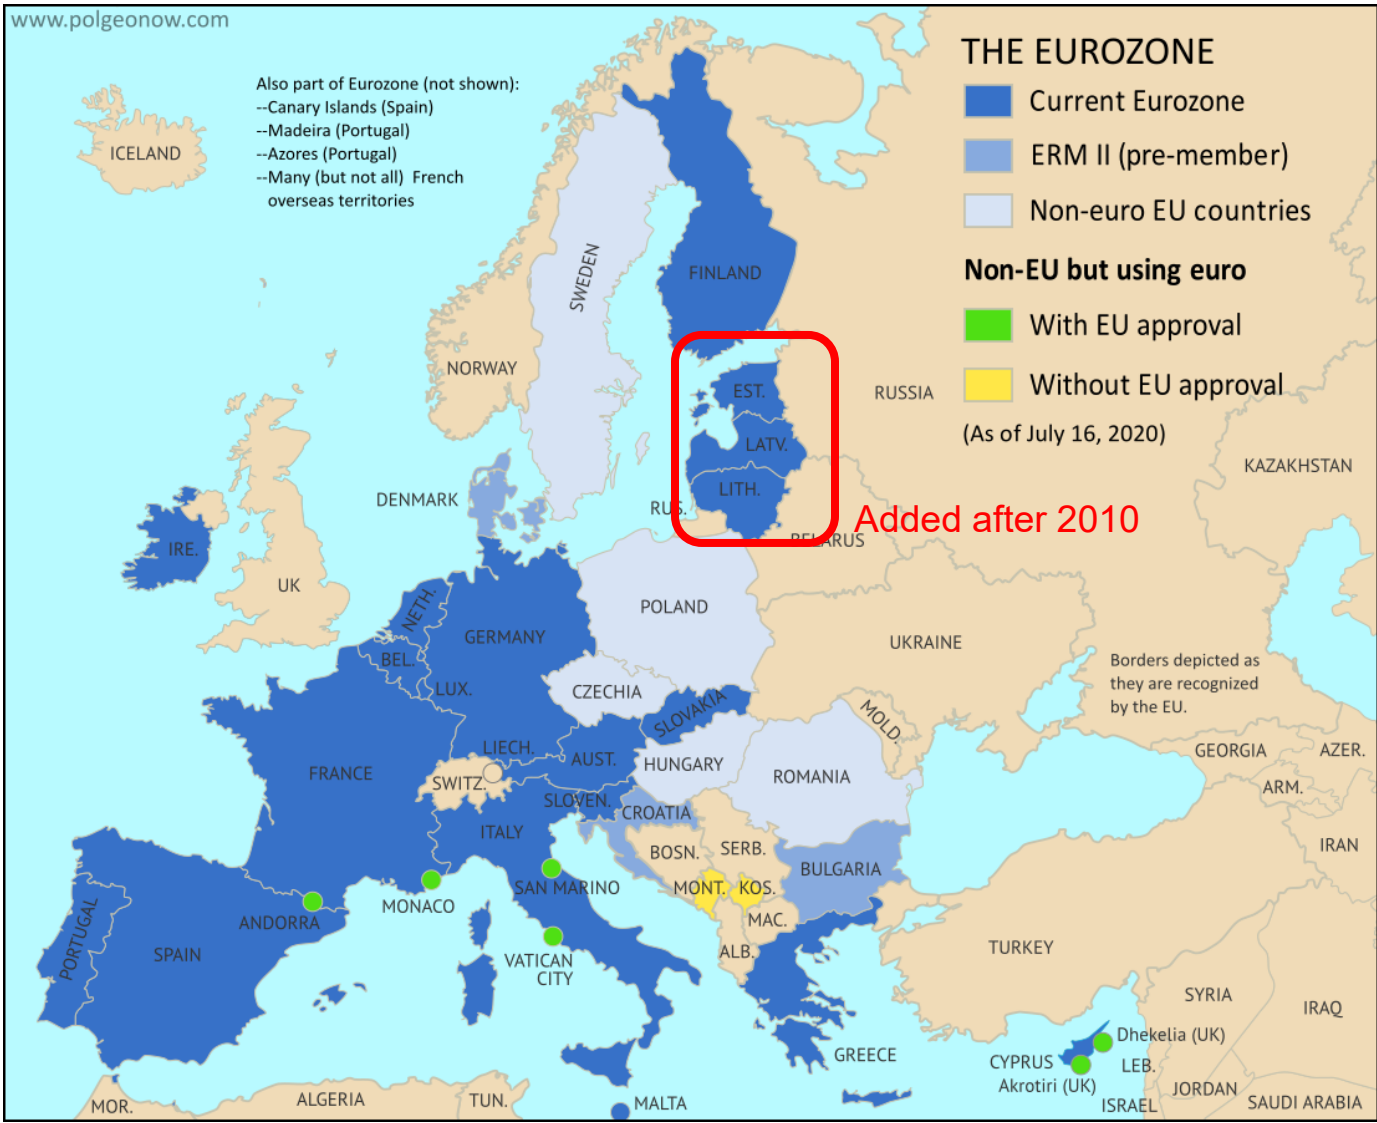 www.polgeonow.com
THE EUROZONE
Current Eurozone
ERM II (pre-member)
Non-euro EU countries
Non-EU but using euro
With EU approval
Without EU approval
(As of July 16, 2020)
Also part of Eurozone (not shown):
--Canary Islands (Spain)
--Madeira (Portugal)
--Azores (Portugal)
--Many (but not all) French
overseas territories
ICELAND
SWEDEN
FINLAND
NORWAY
EST.
RUSSIA
LATV.
KAZAKHSTAN
LITH.
DENMARK
RUS.
Added after 2010
BELARUS
IRE.
UK
NETH.
POLAND
GERMANY
UKRAINE
BEL.
LUX.
Borders depicted as
they are recognized
by the EU.
CZECHIA
SLOVAKIA
MOLD.
LIECH.
AUST.
HUNGARY
ROMANIA
GEORGIA
AZER.
FRANCE
SWITZ.
ARM.
SLOVEN.
CROATIA
ITALY
BOSN.
SERB.
IRAN
BULGARIA
SAN MARINO
MONT.
KOS.
MONACO
ANDORRA
MAC.
PORTUGAL
SPAIN
VATICAN
CITY
ALB.
TURKEY
SYRIA
IRAQ
Dhekelia (UK)
GREECE
CYPRUS
LEB.
Akrotiri (UK)
JORDAN
MOR.
ALGERIA
TUN.
MALTA
ISRAEL
SAUDI ARABIA